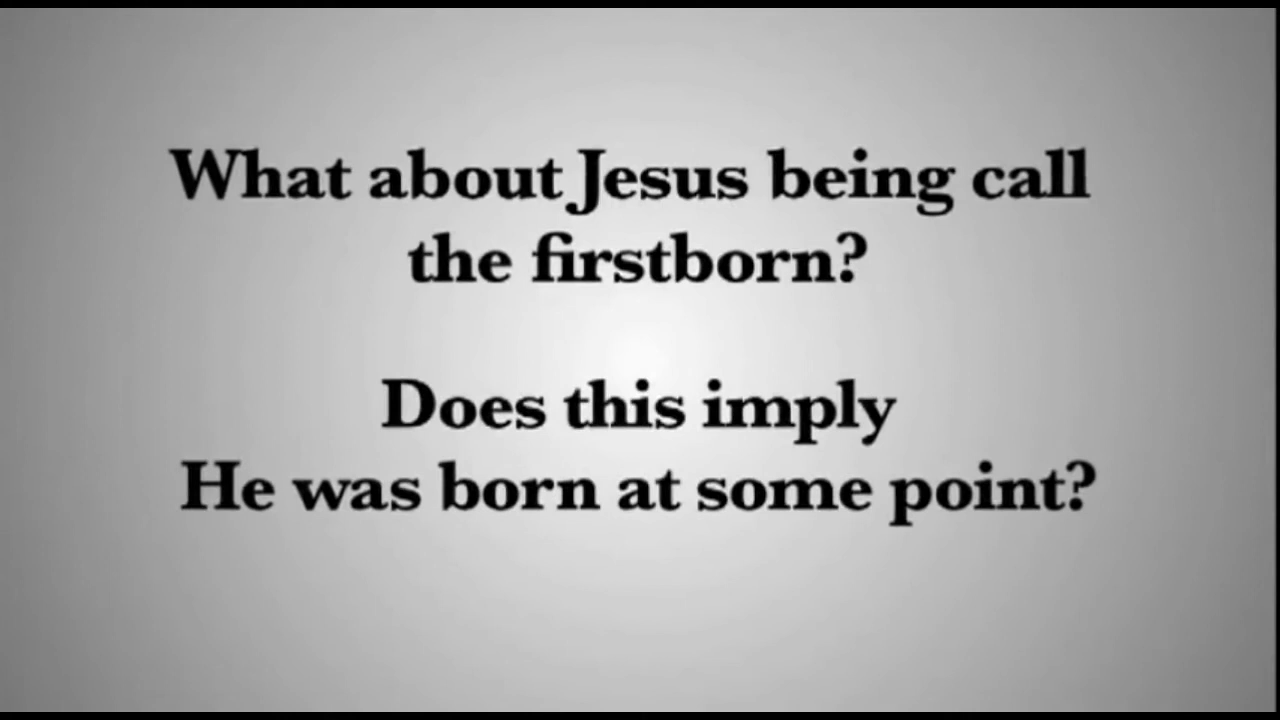 What about Jesus being call
the firstborn?
Does this imply
He was born at some point?